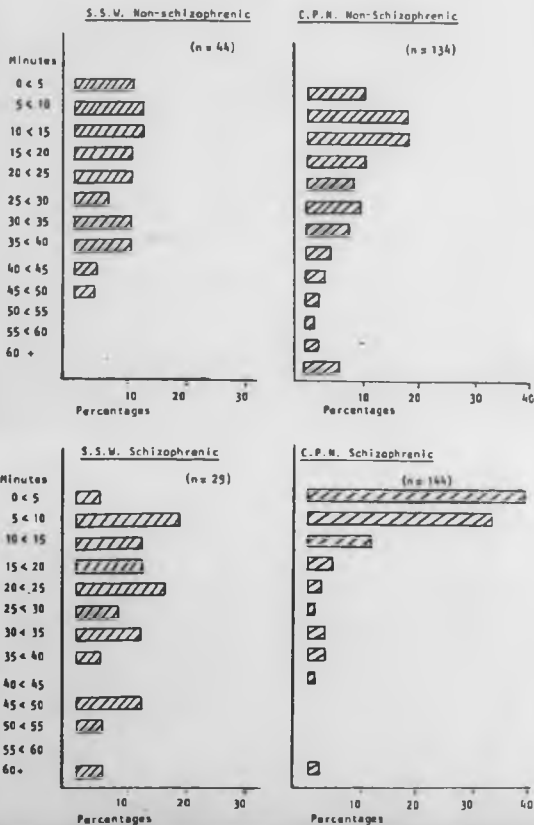 S.S.W. Non-schizophrenic
C.P.N. Non-Schizophrenic
(n = 44)
(n = 134)
Minutes
0 < 5
5 < 10
10 < 15
15 < 20
20 < 25
25 < 30
30 < 35
35 < 40
40 < 45
45 < 50
50 < 55
55 < 60
60 +
10 20 30
10 20 30 40
Percentages
Percentages
S.S.W. Schizophrenic
C.P.N. Schizophrenic
(n = 29)
(n = 144)
Minutes
0 < 5
5 < 10
10 < 15
15 < 20
20 < 25
25 < 30
30 < 35
35 < 40
40 < 45
45 < 50
50 < 55
55 < 60
60+
10 20 30
10 20 30 40
Percentages
Percentages